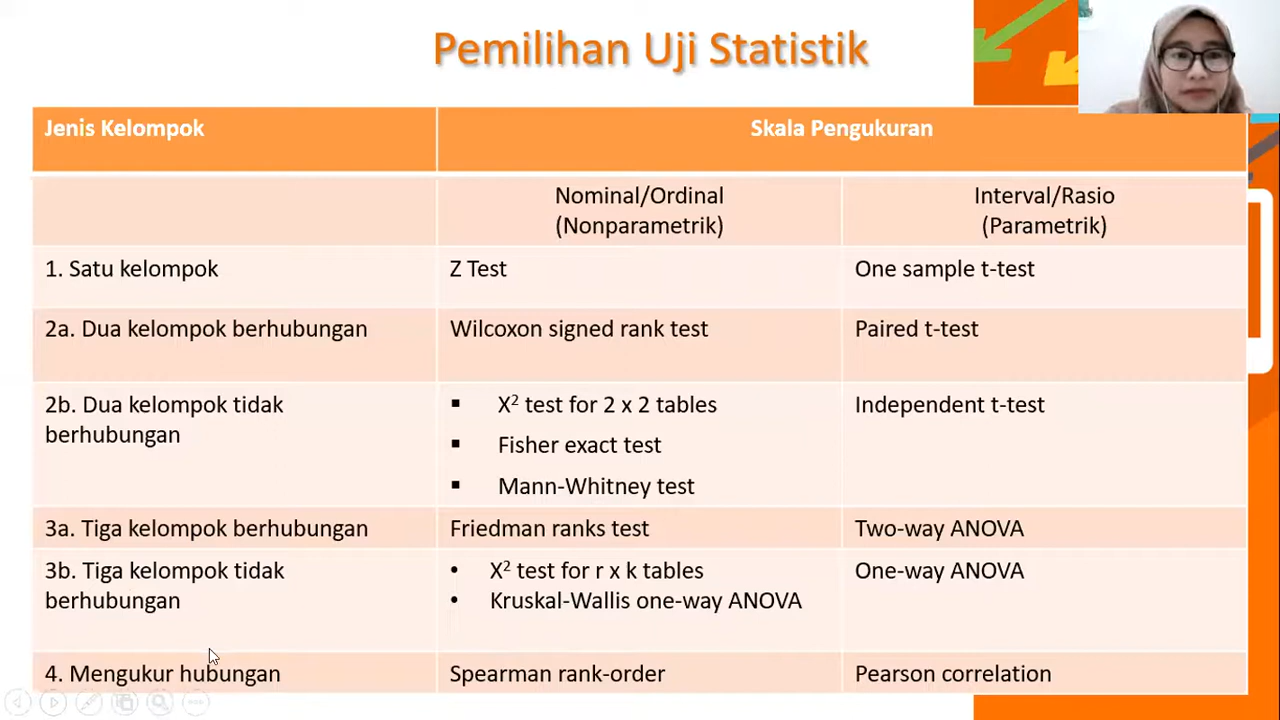 Pemilihan Uji Statistik
Jenis Kelompok
Skala Pengukuran
Nominal/Ordinal
(Nonparametrik)
Interval/Rasio
(Parametrik)
1. Satu kelompok
Z Test
One sample t-test
2a. Dua kelompok berhubungan
Wilcoxon signed rank test
Paired t-test
2b. Dua kelompok tidak
berhubungan
▪ X² test for 2 x 2 tables
▪ Fisher exact test
▪ Mann-Whitney test
Independent t-test
3a. Tiga kelompok berhubungan
Friedman ranks test
Two-way ANOVA
3b. Tiga kelompok tidak
berhubungan
• X² test for r x k tables
• Kruskal-Wallis one-way ANOVA
One-way ANOVA
4. Mengukur hubungan
Spearman rank-order
Pearson correlation